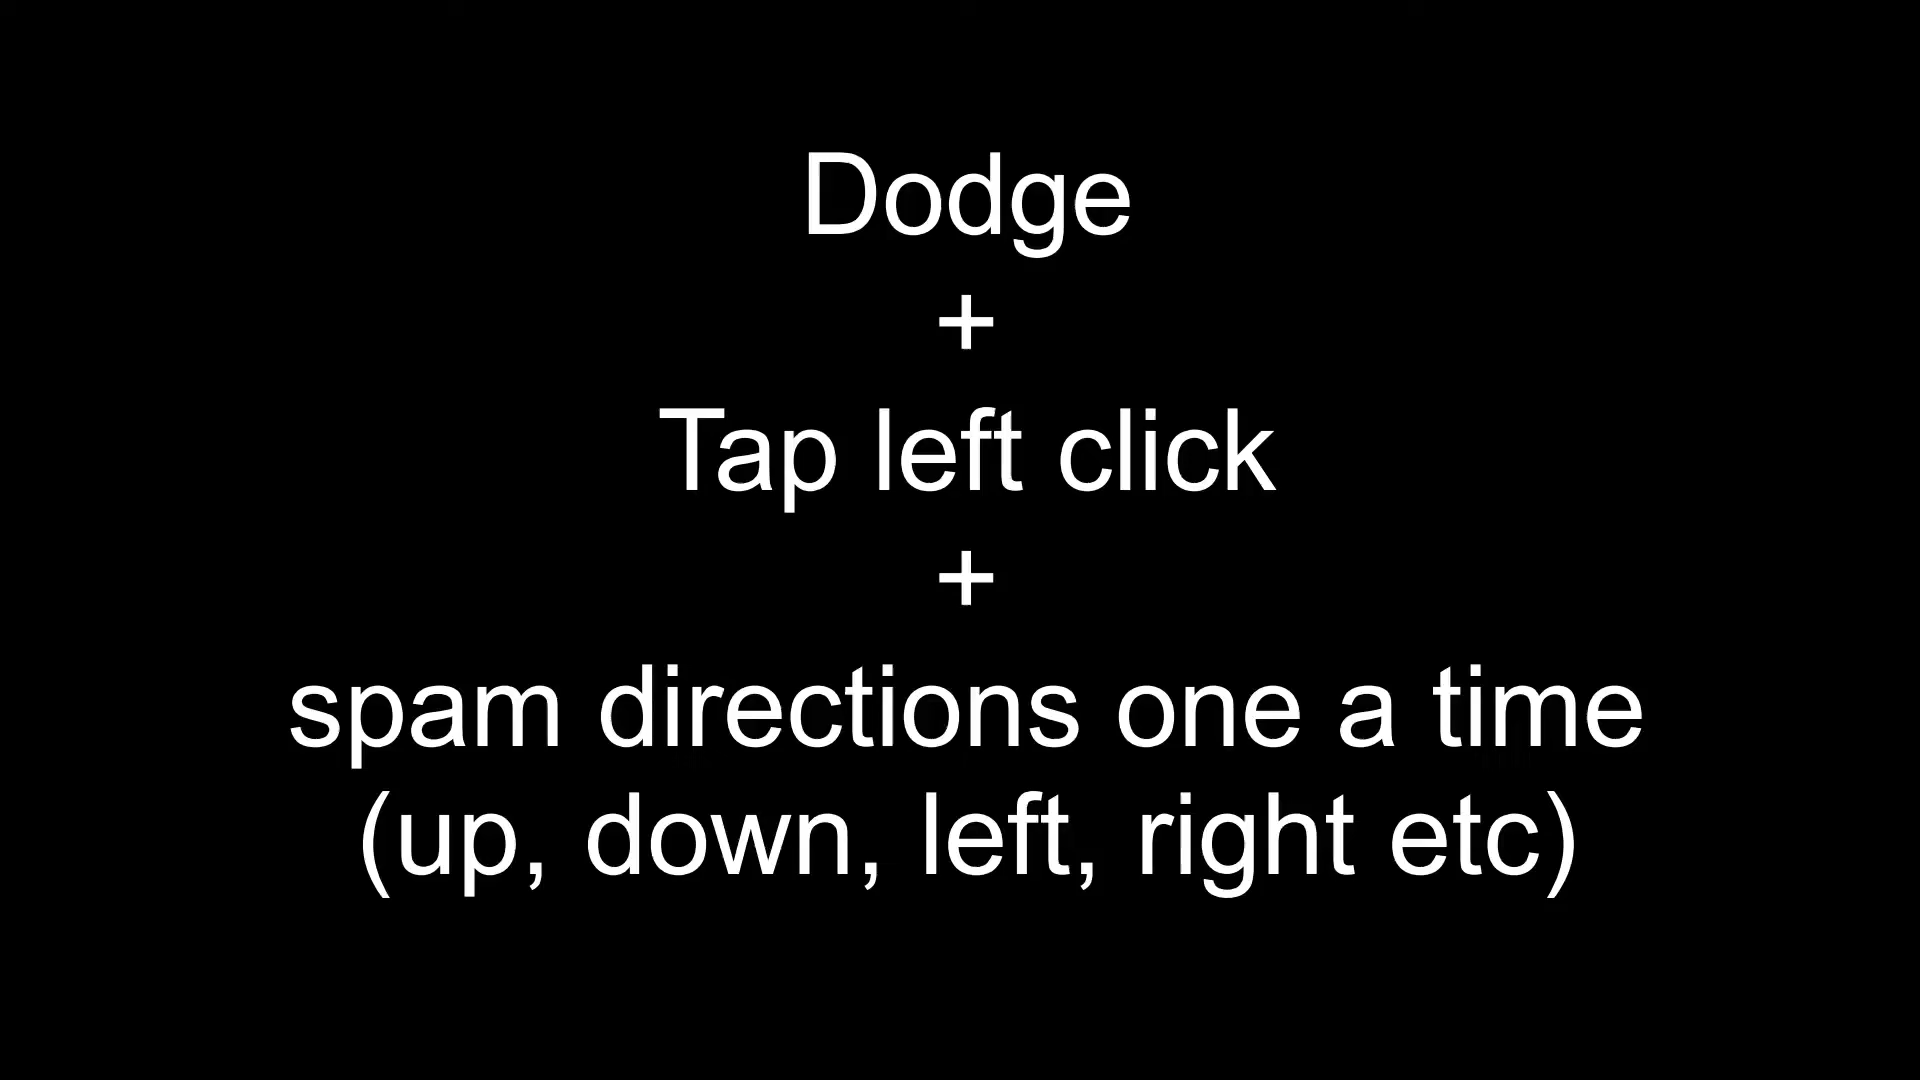 Dodge
+
Tap left click
+
spam directions one a time
(up, down, left, right etc)